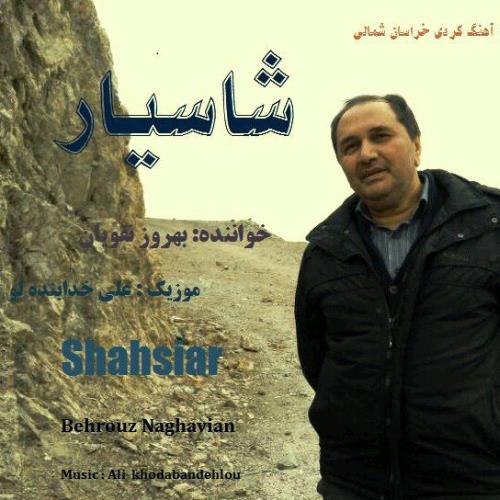 آهنگ کردی خراسان شمالی
شاسیار
خواننده: بهروز نقویان
موزیک : علی خدابنده لو
Shahsiar
Behrouz Naghavian
Music : Ali khodabandehlou